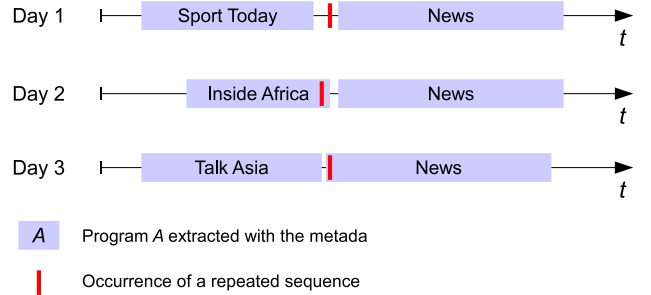 Day 1 Sport Today News
t
Day 2 Inside Africa News
t
Day 3 Talk Asia News
t
A Program A extracted with the metada
Occurrence of a repeated sequence